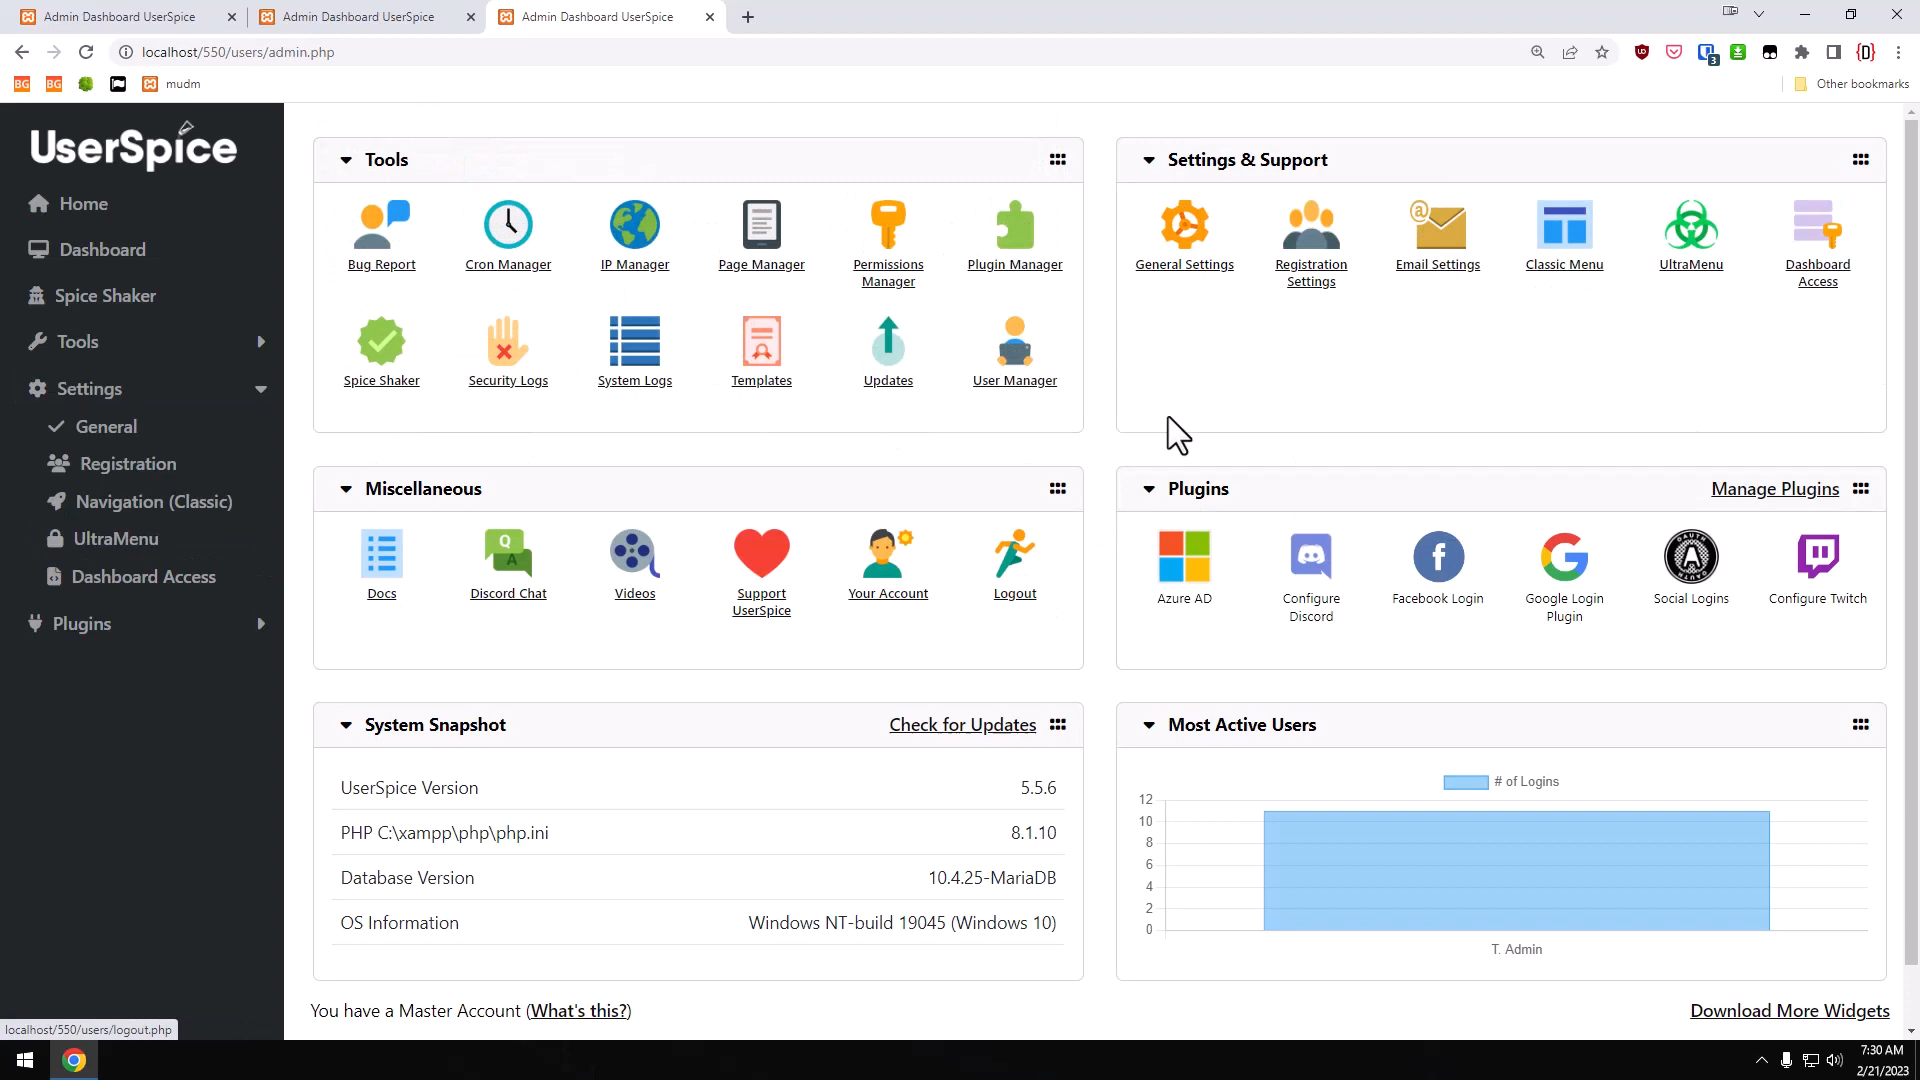 Admin Dashboard UserSpice
Admin Dashboard UserSpice
Admin Dashboard UserSpice
localhost/550/users/admin.php
3
BG
BG
mudm
Other bookmarks
UserSpice
Home
Dashboard
Spice Shaker
Tools
Settings
General
Registration
Navigation (Classic)
UltraMenu
Dashboard Access
Plugins
Tools
Bug Report
Cron Manager
IP Manager
Page Manager
Permissions Manager
Plugin Manager
Spice Shaker
Security Logs
System Logs
Templates
Updates
User Manager
Settings & Support
General Settings
Registration Settings
Email Settings
Classic Menu
UltraMenu
Dashboard Access
Miscellaneous
Q
A
Docs
Discord Chat
Videos
Support UserSpice
Your Account
Logout
Plugins
Manage Plugins
Azure AD
Configure Discord
Facebook Login
Google Login Plugin
Social Logins
Configure Twitch
System Snapshot
Check for Updates
UserSpice Version 5.5.6
PHP C:\xampp\php\php.ini 8.1.10
Database Version 10.4.25-MariaDB
OS Information Windows NT-build 19045 (Windows 10)
Most Active Users
# of Logins
12
10
8
6
4
2
0
T. Admin
You have a Master Account (What's this?)
Download More Widgets
localhost/550/users/logout.php
7:30 AM
2/21/2023